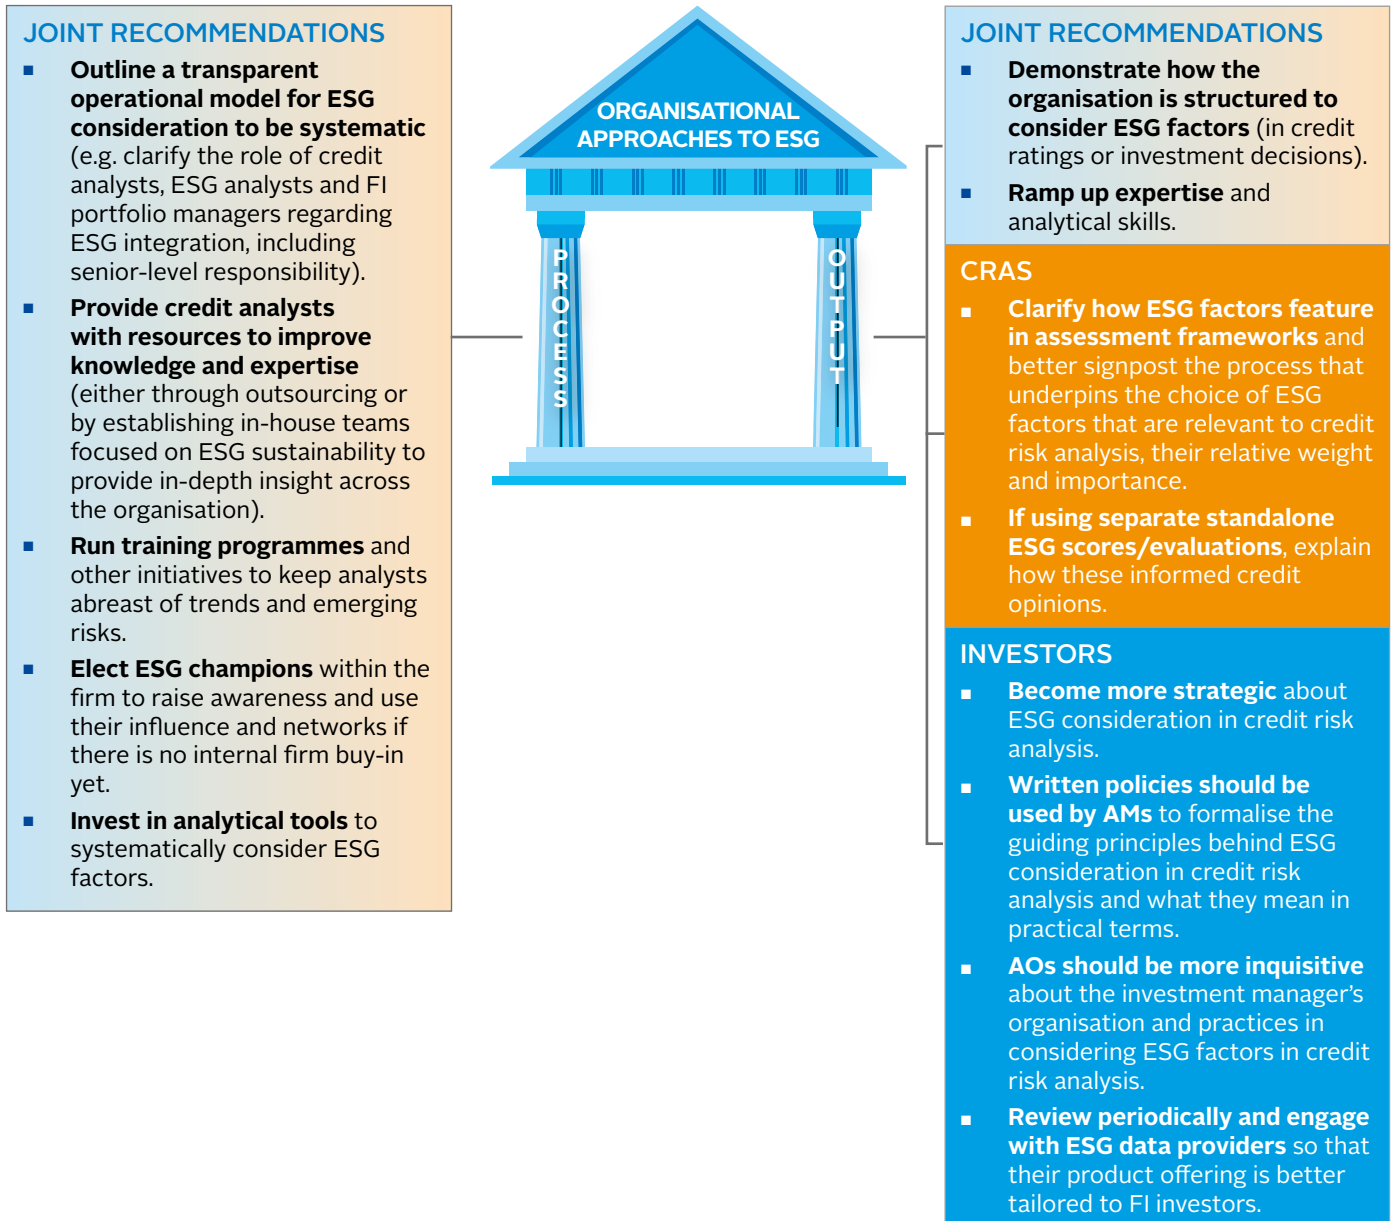 JOINT RECOMMENDATIONS
▪ Outline a transparent
operational model for ESG
consideration to be systematic
(e.g. clarify the role of credit
analysts, ESG analysts and FI
portfolio managers regarding
ESG integration, including
senior-level responsibility).
▪ Provide credit analysts
with resources to improve
knowledge and expertise
(either through outsourcing or
by establishing in-house teams
focused on ESG sustainability to
provide in-depth insight across
the organisation).
▪ Run training programmes and
other initiatives to keep analysts
abreast of trends and emerging
risks.
▪ Elect ESG champions within the
firm to raise awareness and use
their influence and networks if
there is no internal firm buy-in
yet.
▪ Invest in analytical tools to
systematically consider ESG
factors.
ORGANISATIONAL
APPROACHES TO ESG
PROCESS
OUTPUT
JOINT RECOMMENDATIONS
▪ Demonstrate how the
organisation is structured to
consider ESG factors (in credit
ratings or investment decisions).
▪ Ramp up expertise and
analytical skills.
CRAS
▪ Clarify how ESG factors feature
in assessment frameworks and
better signpost the process that
underpins the choice of ESG
factors that are relevant to credit
risk analysis, their relative weight
and importance.
▪ If using separate standalone
ESG scores/evaluations, explain
how these informed credit
opinions.
INVESTORS
▪ Become more strategic about
ESG consideration in credit risk
analysis.
▪ Written policies should be
used by AMs to formalise the
guiding principles behind ESG
consideration in credit risk
analysis and what they mean in
practical terms.
▪ AOs should be more inquisitive
about the investment manager's
organisation and practices in
considering ESG factors in credit
risk analysis.
▪ Review periodically and engage
with ESG data providers so that
their product offering is better
tailored to FI investors.